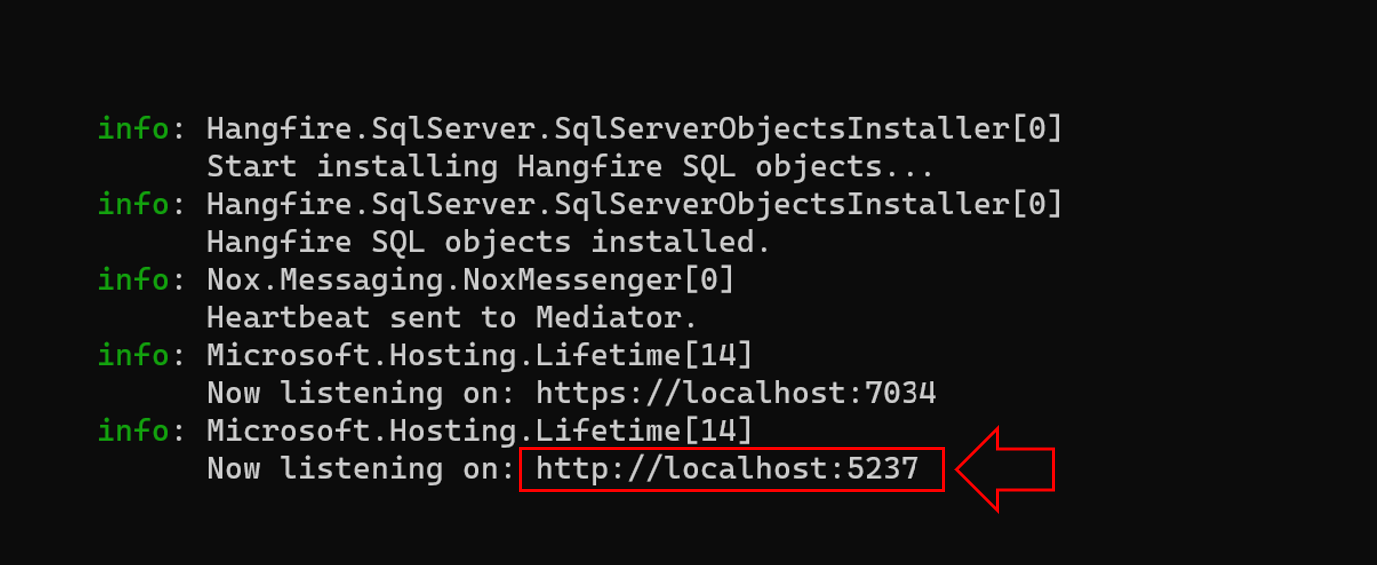 info: Hangfire.SqlServer.SqlServerObjectsInstaller[0]
Start installing Hangfire SQL objects...
info: Hangfire.SqlServer.SqlServerObjectsInstaller[0]
Hangfire SQL objects installed.
info: Nox.Messaging.NoxMessenger[0]
Heartbeat sent to Mediator.
info: Microsoft.Hosting.Lifetime[14]
Now listening on: https://localhost:7034
info: Microsoft.Hosting.Lifetime[14]
Now listening on: http://localhost:5237